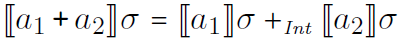 ⟦a₁ + a₂⟧σ = ⟦a₁⟧σ +_Int ⟦a₂⟧σ